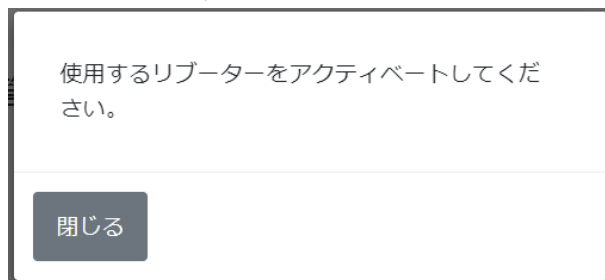 使用するリブーターをアクティベートしてくだ
さい。
閉じる